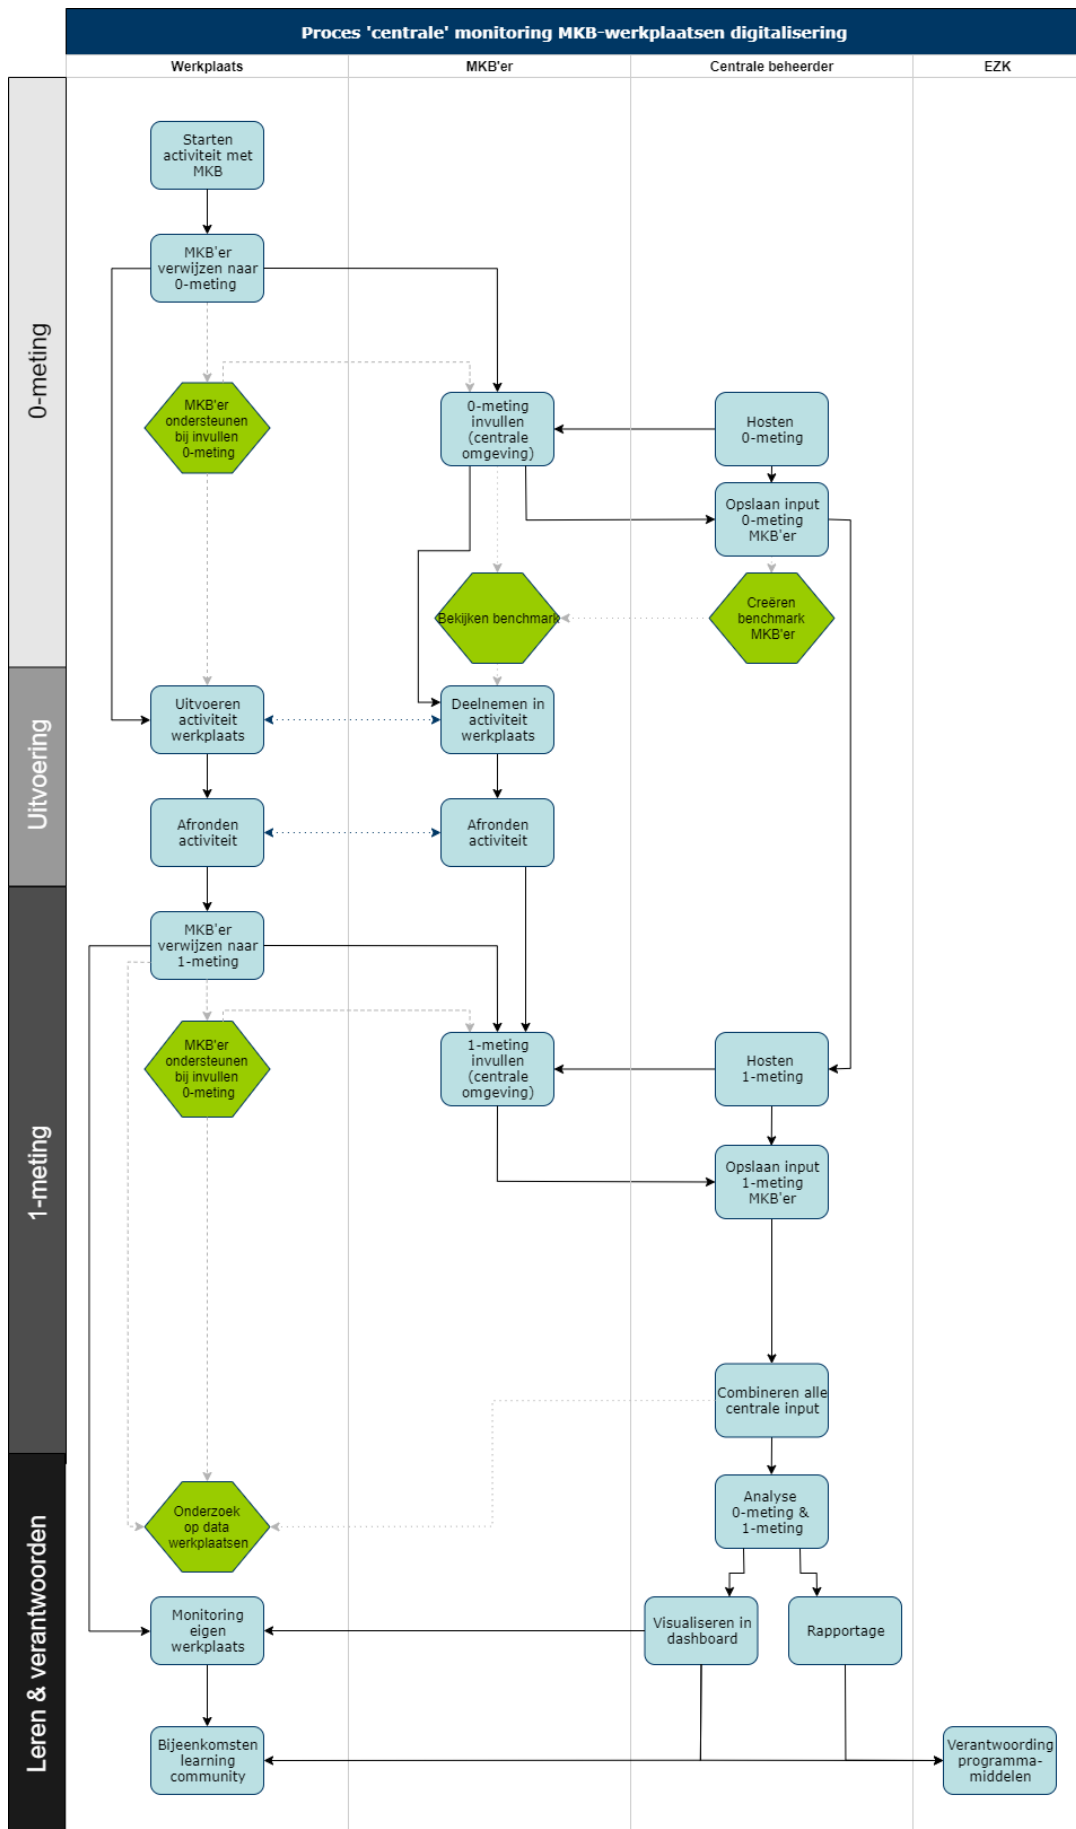 Proces 'centrale' monitoring MKB-werkplaatsen digitalisering
Werkplaats
MKB'er
Centrale beheerder
EZK
0-meting
Starten
activiteit met
MKB
MKB'er
verwijzen naar
0-meting
MKB'er
ondersteunen
bij invullen
0-meting
0-meting
invullen
(centrale
omgeving)
Hosten
0-meting
Opslaan input
0-meting
MKB'er
Bekijken benchmark
Creëren
benchmark
MKB'er
Uitvoering
Uitvoeren
activiteit
werkplaats
Deelnemen in
activiteit
werkplaats
Afronden
activiteit
Afronden
activiteit
1-meting
MKB'er
verwijzen naar
1-meting
MKB'er
ondersteunen
bij invullen
0-meting
1-meting
invullen
(centrale
omgeving)
Hosten
1-meting
Opslaan input
1-meting
MKB'er
Combineren alle
centrale input
Leren & verantwoorden
Onderzoek
op data
werkplaatsen
Analyse
0-meting &
1-meting
Monitoring
eigen
werkplaats
Visualiseren in
dashboard
Rapportage
Bijeenkomsten
learning
community
Verantwoording
programma-
middelen